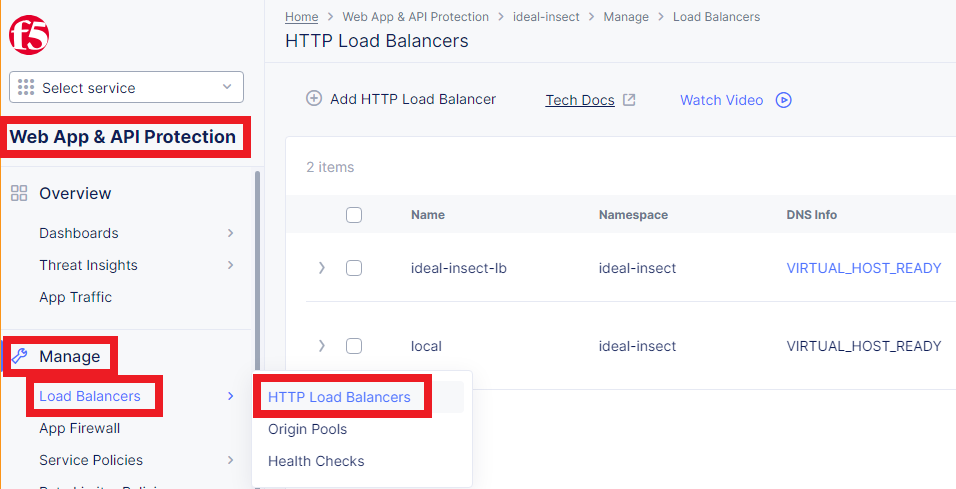 f5
Home > Web App & API Protection > ideal-insect > Manage > Load Balancers
HTTP Load Balancers
Select service
Add HTTP Load Balancer Tech Docs Watch Video
Web App & API Protection
2 items
Overview
Name Namespace DNS Info
Dashboards
Threat Insights
App Traffic
ideal-insect-lb ideal-insect VIRTUAL_HOST_READY
local ideal-insect VIRTUAL_HOST_READY
Manage
Load Balancers
App Firewall
Service Policies
HTTP Load Balancers
Origin Pools
Health Checks